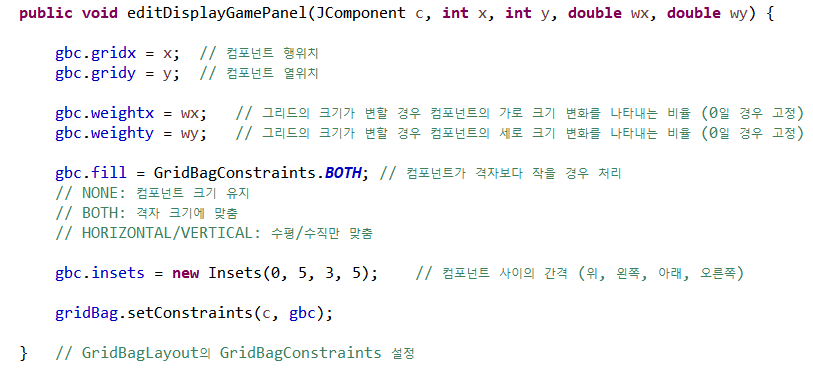 public void editDisplayGamePanel(JComponent c, int x, int y, double wx, double wy) {
gbc.gridx = x;  // 컴포넌트 행위치
gbc.gridy = y;  // 컴포넌트 열위치
gbc.weightx = wx;   // 그리드의 크기가 변할 경우 컴포넌트의 가로 크기 변화를 나타내는 비율 (0일 경우 고정)
gbc.weighty = wy;   // 그리드의 크기가 변할 경우 컴포넌트의 세로 크기 변화를 나타내는 비율 (0일 경우 고정)
gbc.fill = GridBagConstraints.BOTH; // 컴포넌트가 격자보다 작을 경우 처리
// NONE: 컴포넌트 크기 유지
// BOTH: 격자 크기에 맞춤
// HORIZONTAL/VERTICAL: 수평/수직만 맞춤
gbc.insets = new Insets(0, 5, 3, 5);    // 컴포넌트 사이의 간격 (위, 왼쪽, 아래, 오른쪽)
gridBag.setConstraints(c, gbc);
}   // GridBagLayout의 GridBagConstraints 설정